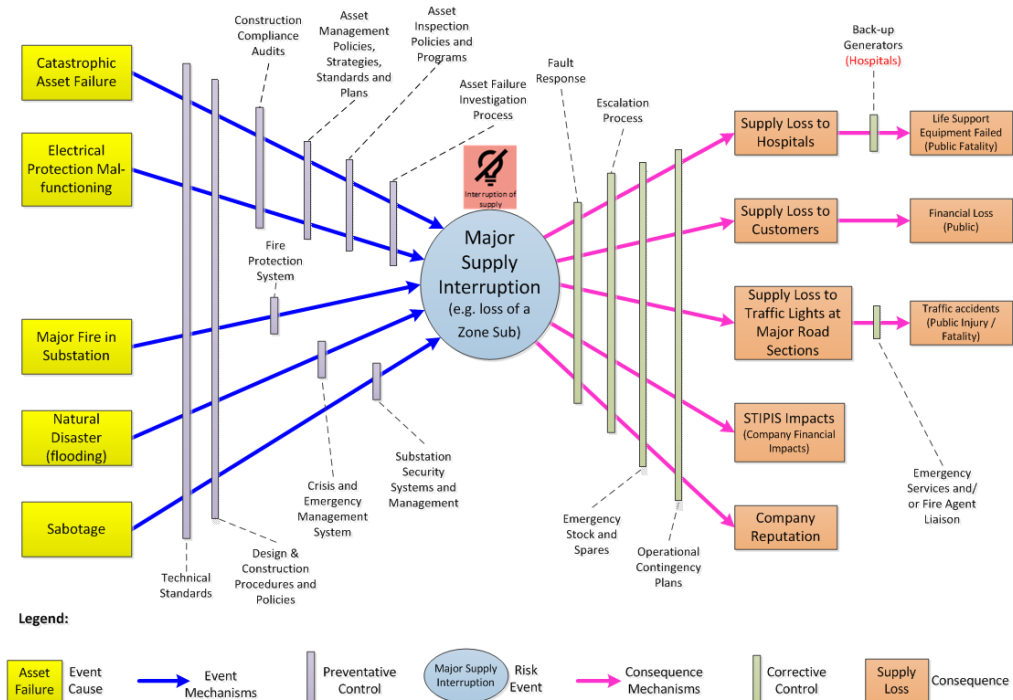 Construction
Compliance
Audits
Asset
Management
Policies,
Strategies,
Standards and
Plans
Asset
Inspection
Policies and
Programs
Asset Failure
Investigation
Process
Fault
Response
Escalation
Process
Back-up
Generators
(Hospitals)
Catastrophic
Asset Failure
Electrical
Protection Mal-
functioning
Fire
Protection
System
Major Fire in
Substation
Natural
Disaster
(flooding)
Sabotage
Interruption of
supply
Major
Supply
Interruption
(e.g. loss of a
Zone Sub)
Supply Loss to
Hospitals
Life Support
Equipment Failed
(Public Fatality)
Supply Loss to
Customers
Financial Loss
(Public)
Supply Loss to
Traffic Lights at
Major Road
Sections
Traffic accidents
(Public Injury /
Fatality)
STIPIS Impacts
(Company Financial
Impacts)
Company
Reputation
Technical
Standards
Design &
Construction
Procedures and
Policies
Crisis and
Emergency
Management
System
Substation
Security
Systems and
Management
Emergency
Stock and
Spares
Operational
Contingency
Plans
Emergency
Services and/
or Fire Agent
Liaison
Legend:
Asset
Failure
Event
Cause
Event
Mechanisms
Preventative
Control
Major Supply
Interruption
Risk
Event
Consequence
Mechanisms
Corrective
Control
Supply
Loss
Consequence